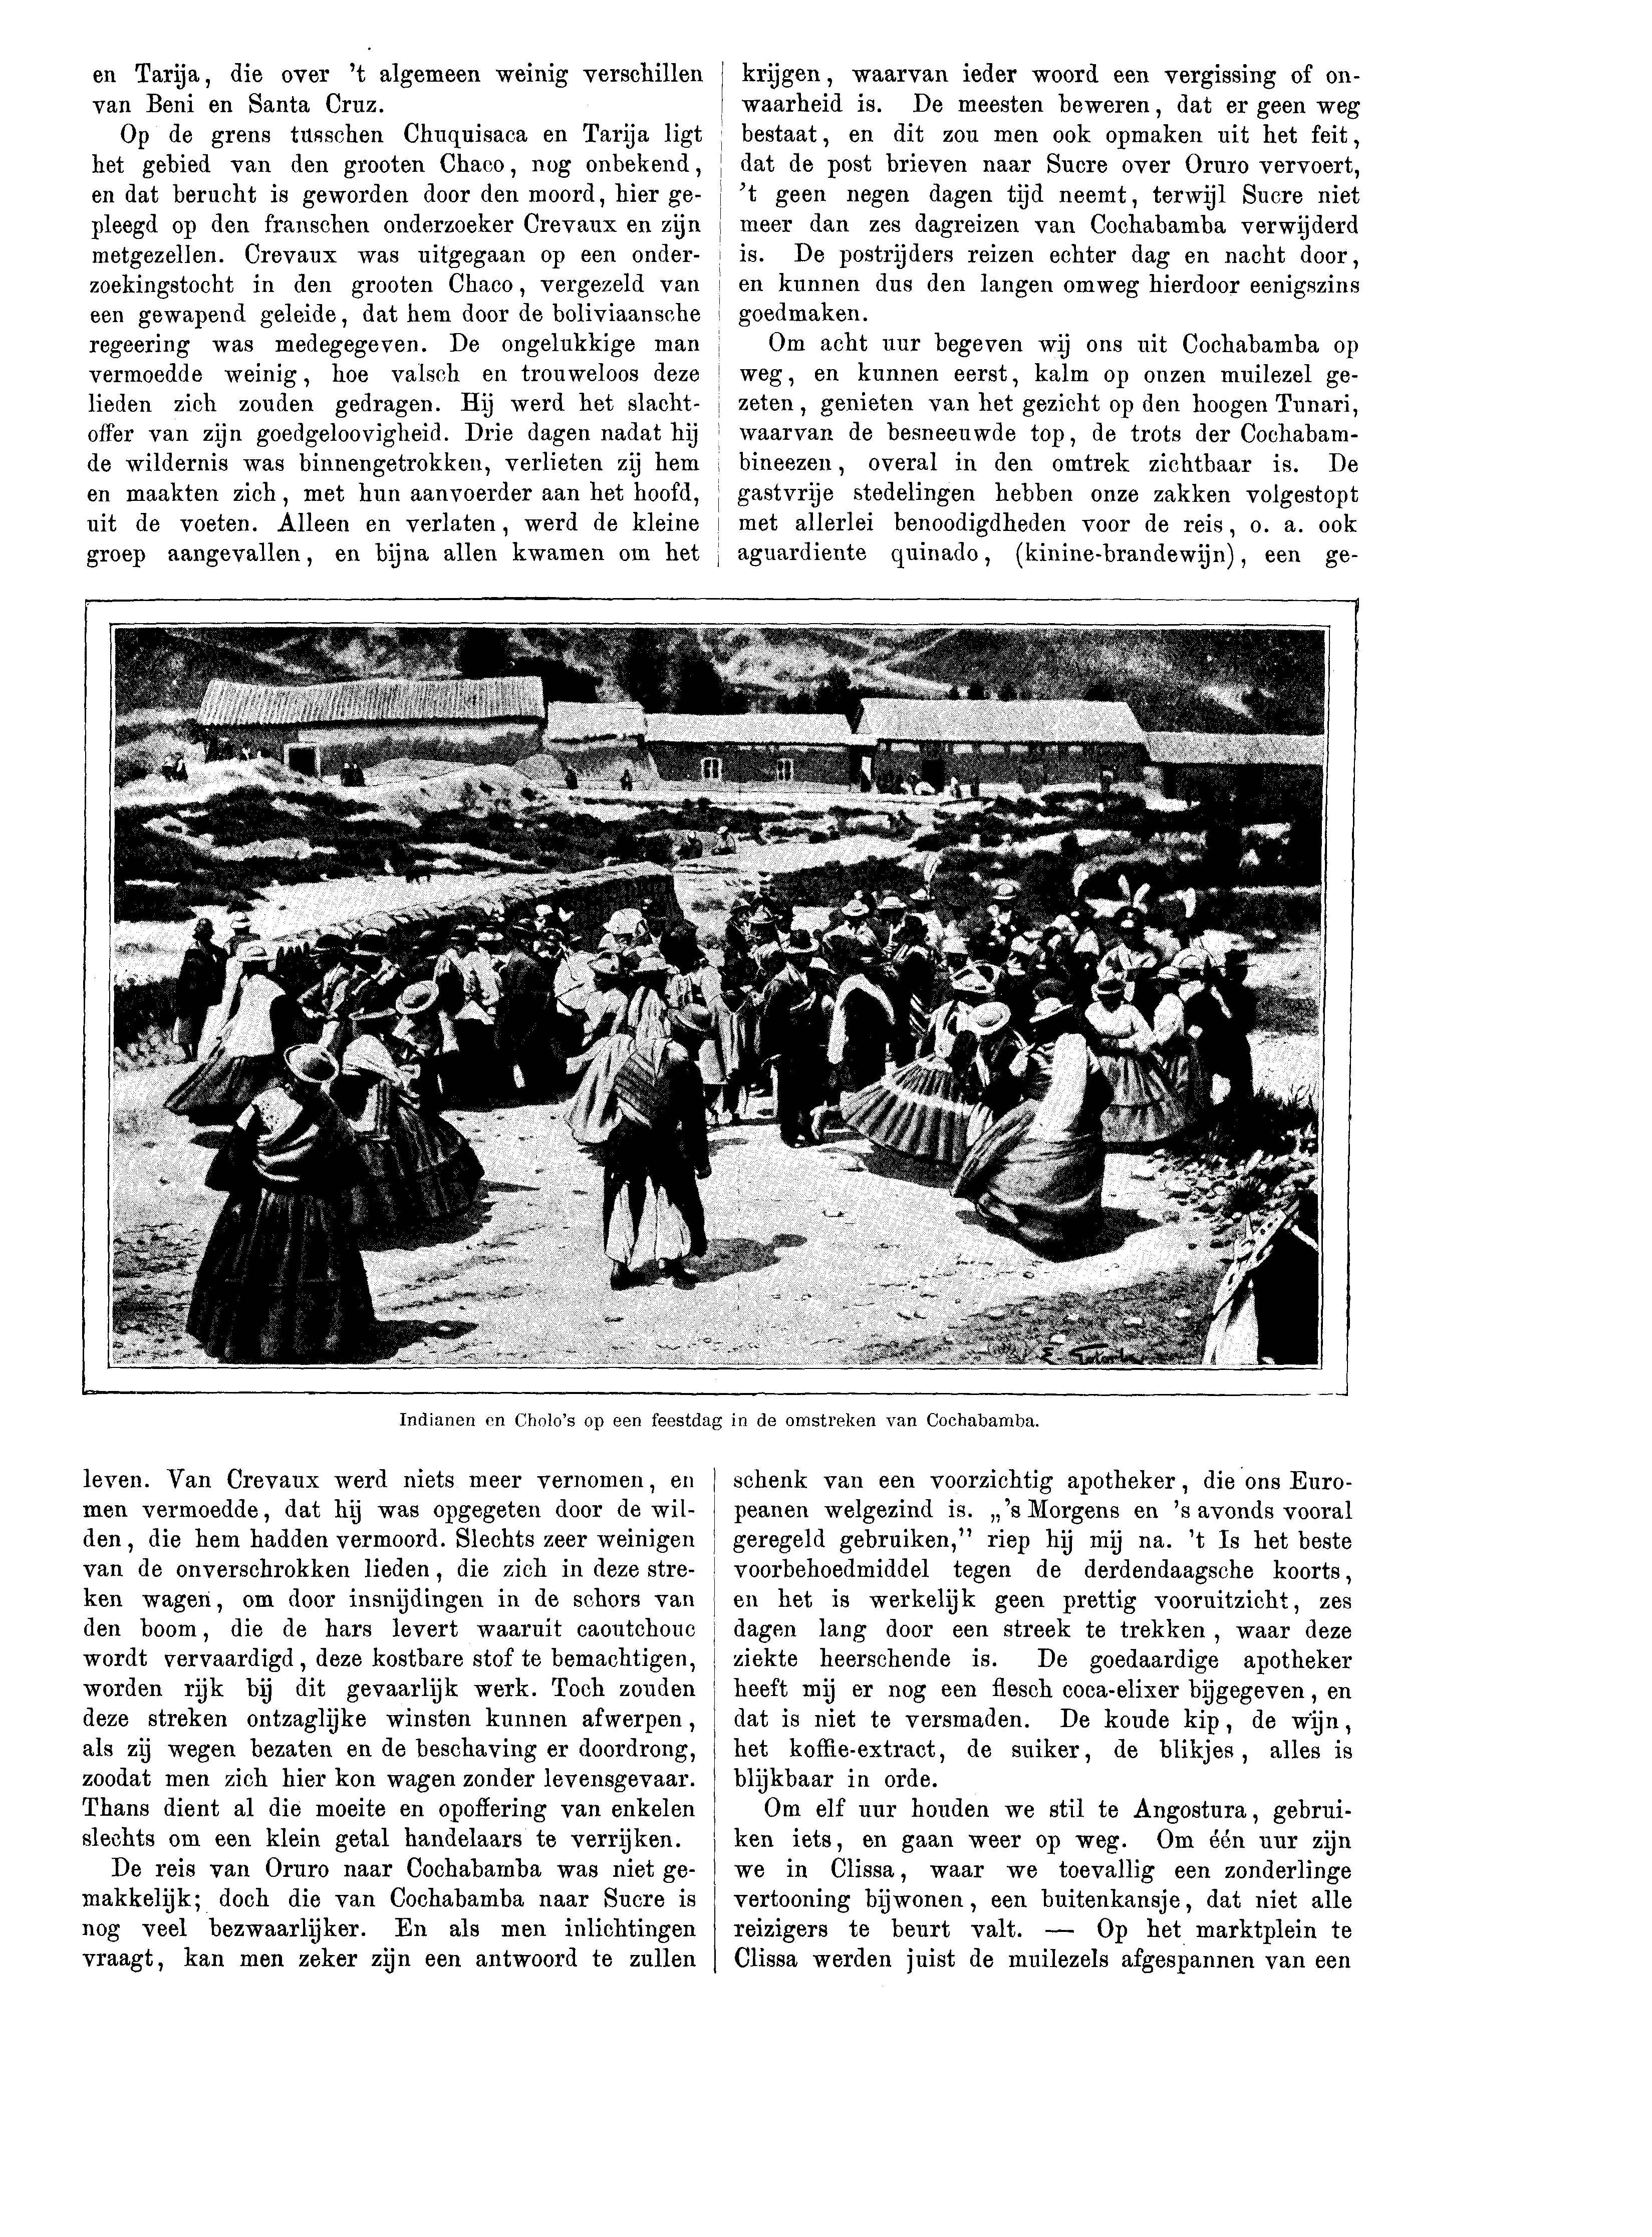 en Tarija, die over 't algemeen weinig verschillen
van Beni en Santa Cruz.
Op de grens tusschen Chuquisaca en Tarija ligt
het gebied van den grooten Chaco, nog onbekend,
en dat berucht is geworden door den moord, hier ge-
pleegd op den franschen onderzoeker Crevaux en zijn
metgezellen. Crevaux was uitgegaan op een onder-
zoekingstocht in den grooten Chaco, vergezeld van
een gewapend geleide, dat hem door de boliviaansche
regeering was medegegeven. De ongelukkige man
vermoedde weinig, hoe valsch en trouweloos deze
lieden zich zouden gedragen. Hij werd het slacht-
offer van zijn goedgeloovigheid. Drie dagen nadat hij
de wildernis was binnengetrokken, verlieten zij hem
en maakten zich, met hun aanvoerder aan het hoofd,
uit de voeten. Alleen en verlaten, werd de kleine
groep aangevallen, en bijna allen kwamen om het
leven. Van Crevaux werd niets meer vernomen, en
men vermoedde, dat hij was opgegeten door de wil-
den, die hem hadden vermoord. Slechts zeer weinigen
van de onverschrokken lieden, die zich in deze stre-
ken wagen, om door insnijdingen in de schors van
den boom, die de hars levert waaruit caoutchouc
wordt vervaardigd, deze kostbare stof te bemachtigen,
worden rijk bij dit gevaarlijk werk. Toch zouden
deze streken ontzaglijke winsten kunnen afwerpen,
als zij wegen bezaten en de beschaving er doordrong,
zoodat men zich hier kon wagen zonder levensgevaar.
Thans dient al die moeite en opoffering van enkelen
slechts om een klein getal handelaars te verrijken.
De reis van Oruro naar Cochabamba was niet ge-
makkelijk; doch die van Cochabamba naar Sucre is
nog veel bezwaarlijker. En als men inlichtingen
vraagt, kan men zeker zijn een antwoord te zullen
krijgen, waarvan ieder woord een vergissing of on-
waarheid is. De meesten beweren, dat er geen weg
bestaat, en dit zou men ook opmaken uit het feit,
dat de post brieven naar Sucre over Oruro vervoert,
't geen negen dagen tijd neemt, terwijl Sucre niet
meer dan zes dagreizen van Cochabamba verwijderd
is. De postrijders reizen echter dag en nacht door,
en kunnen dus den langen omweg hierdoor eenigszins
goedmaken.
Om acht uur begeven wij ons uit Cochabamba op
weg, en kunnen eerst, kalm op onzen muilezel ge-
zeten, genieten van het gezicht op den hoogen Tunari,
waarvan de besneeuwde top, de trots der Cochabam-
bineezen, overal in den omtrek zichtbaar is. De
gastvrije stedelingen hebben onze zakken volgestopt
met allerlei benoodigdheden voor de reis, o. a. ook
aguardiente quinado, (kinine-brandewijn), een ge-
schenk van een voorzichtig apotheker, die ons Euro-
peanen welgezind is. „'s Morgens en 's avonds vooral
geregeld gebruiken,” riep hij mij na. 't Is het beste
voorbehoedmiddel tegen de derdendaagsche koorts,
en het is werkelijk geen prettig vooruitzicht, zes
dagen lang door een streek te trekken, waar deze
ziekte heerschende is. De goedaardige apotheker
heeft mij er nog een flesch coca-elixer bijgegeven, en
dat is niet te versmaden. De koude kip, de wijn,
het koffie-extract, de suiker, de blikjes, alles is
blijkbaar in orde.
Om elf uur houden we stil te Angostura, gebrui-
ken iets, en gaan weer op weg. Om één uur zijn
we in Clissa, waar we toevallig een zonderlinge
vertooning bijwonen, een buitenkansje, dat niet alle
reizigers te beurt valt. — Op het marktplein te
Clissa werden juist de muilezels afgespannen van een
Indianen en Cholo's op een feestdag in de omstreken van Cochabamba.